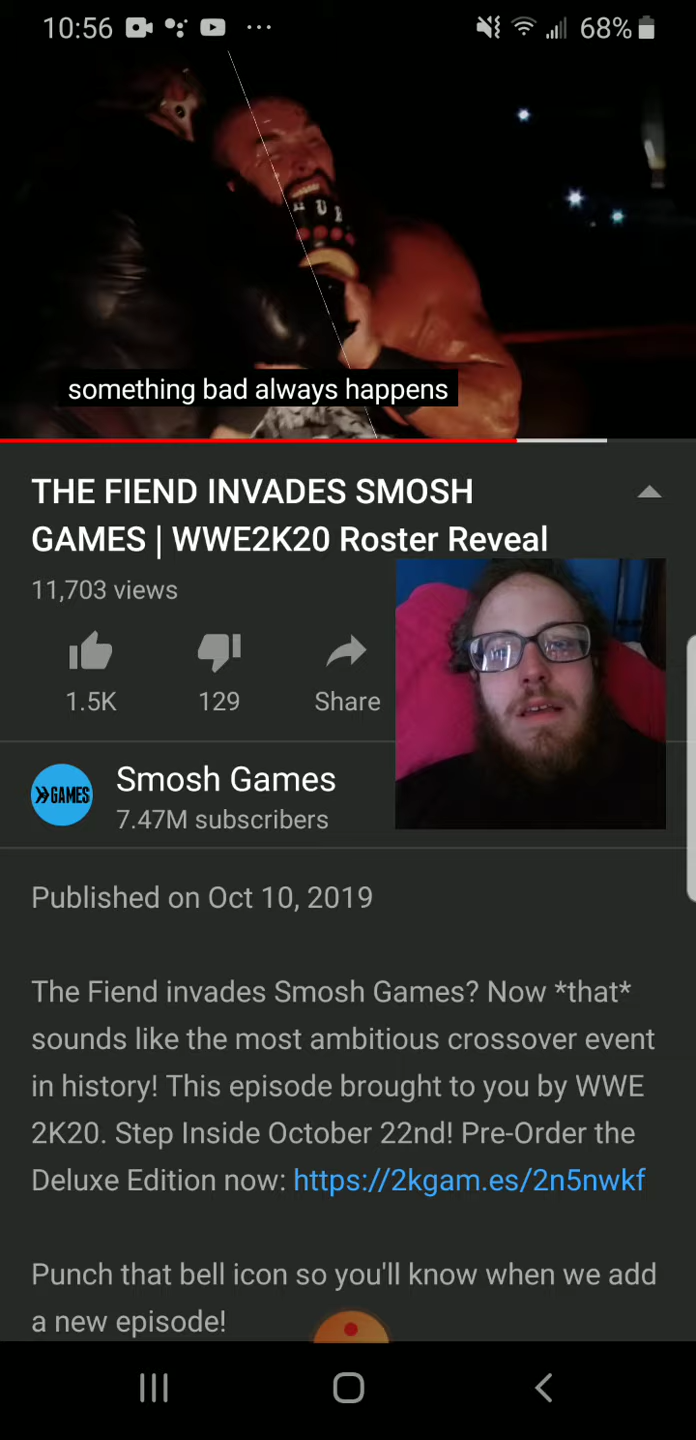 10:56
68%
HUR
something bad always happens
THE FIEND INVADES SMOSH
GAMES | WWE2K20 Roster Reveal
11,703 views
1.5K
129
Share
GAMES
Smosh Games
7.47M subscribers
Published on Oct 10, 2019
The Fiend invades Smosh Games? Now *that*
sounds like the most ambitious crossover event
in history! This episode brought to you by WWE
2K20. Step Inside October 22nd! Pre-Order the
Deluxe Edition now: https://2kgam.es/2n5nwkf
Punch that bell icon so you'll know when we add
a new episode!